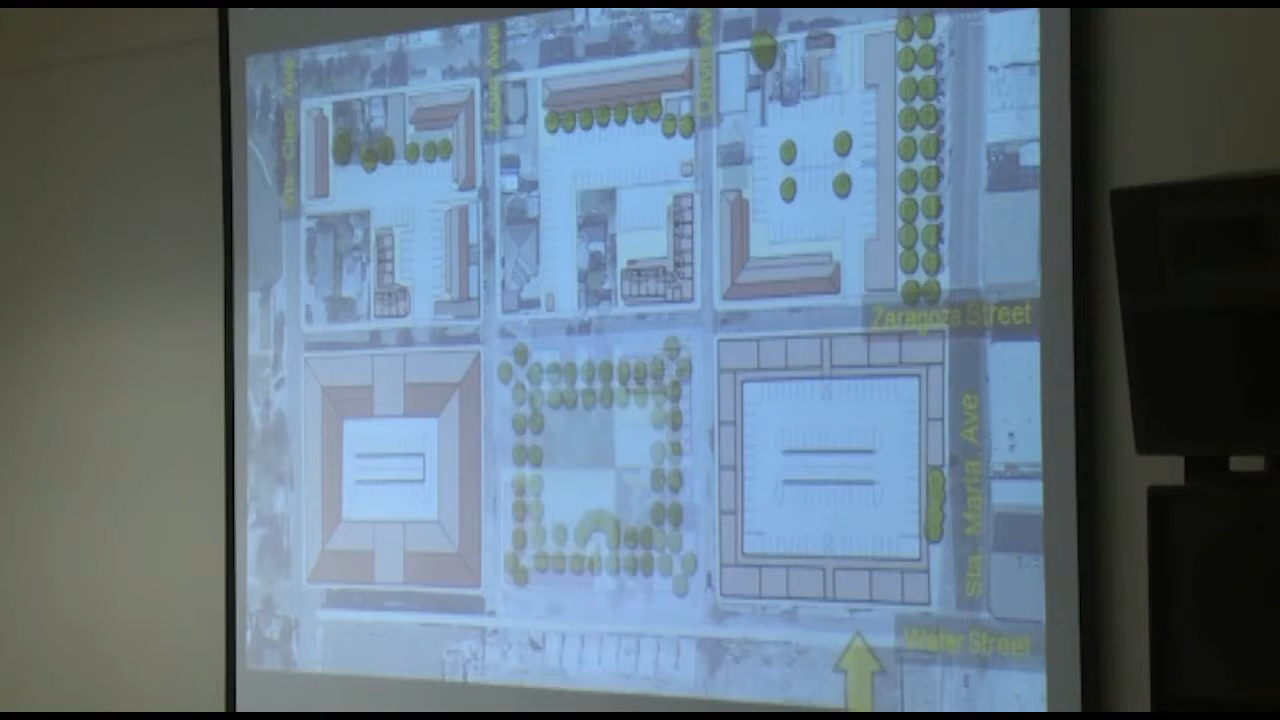 Main Ave
Davis Ave
Zaragoza Street
Sta. Maria. Ave
Water Street